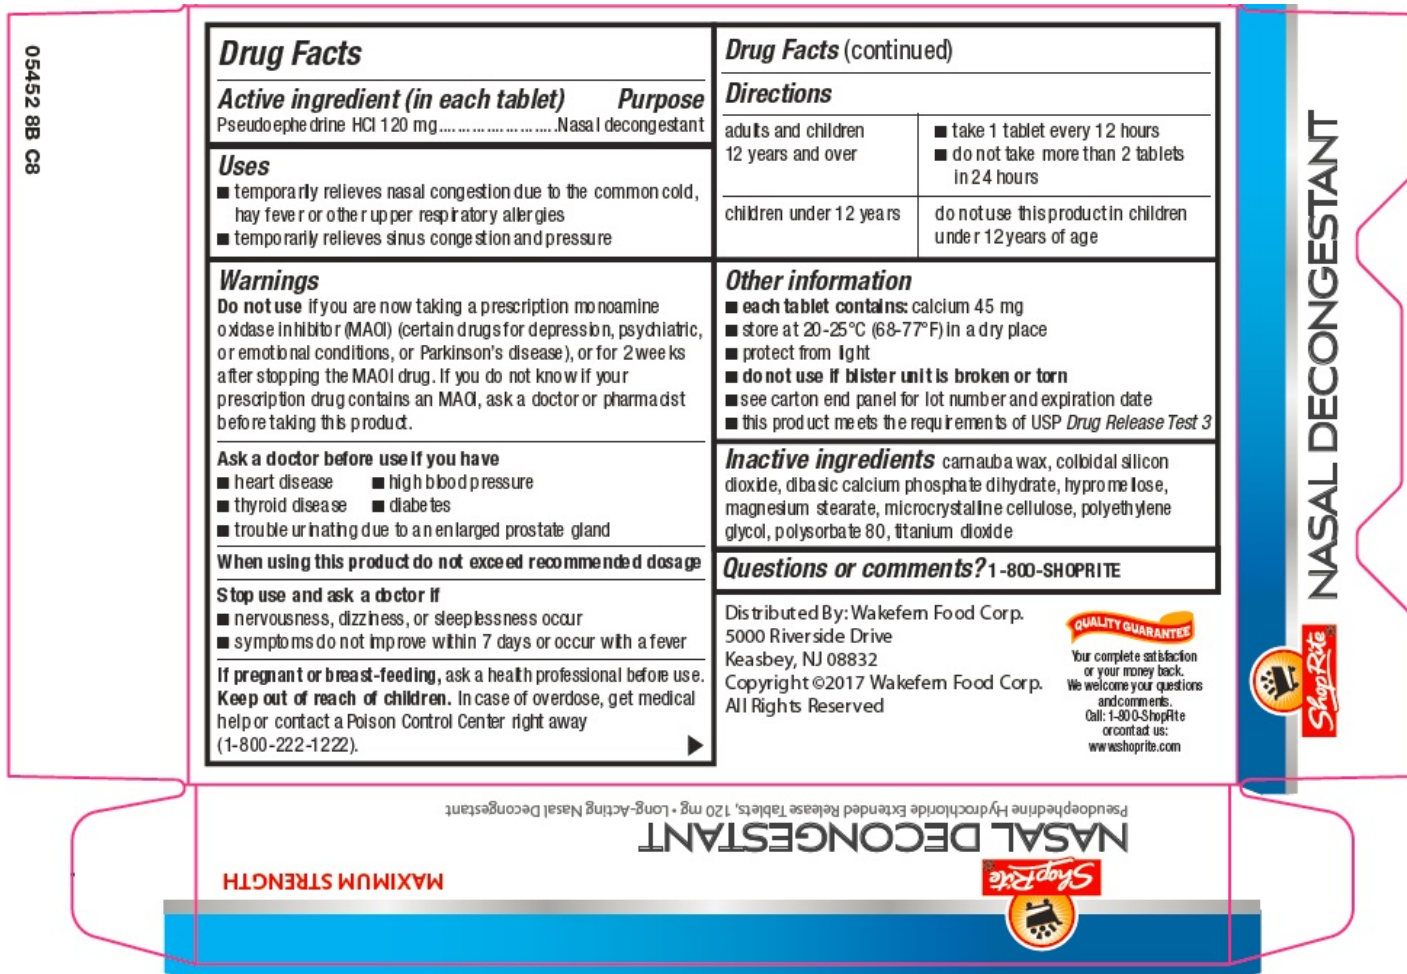 05452 8B C8
Drug Facts
Active ingredient (in each tablet) Purpose
Pseudoephedrine HCl 120 mg..........................Nasal decongestant
Uses
■ temporarily relieves nasal congestion due to the common cold,
hay fever or other upper respiratory allergies
■ temporarily relieves sinus congestion and pressure
Warnings
Do not use if you are now taking a prescription monoamine
oxidase inhibitor (MAOI) (certain drugs for depression, psychiatric,
or emotional conditions, or Parkinson's disease), or for 2 weeks
after stopping the MAOI drug. If you do not know if your
prescription drug contains an MAOI, ask a doctor or pharmacist
before taking this product.
Ask a doctor before use if you have
■ heart disease ■ high blood pressure
■ thyroid disease ■ diabetes
■ trouble urinating due to an enlarged prostate gland
When using this product do not exceed recommended dosage
Stop use and ask a doctor if
■ nervousness, dizziness, or sleeplessness occur
■ symptoms do not improve within 7 days or occur with a fever
If pregnant or breast-feeding, ask a health professional before use.
Keep out of reach of children. In case of overdose, get medical
help or contact a Poison Control Center right away
(1-800-222-1222).
Drug Facts (continued)
Directions
adults and children
12 years and over
■ take 1 tablet every 12 hours
■ do not take more than 2 tablets
in 24 hours
children under 12 years
do not use this product in children
under 12 years of age
Other information
■ each tablet contains: calcium 45 mg
■ store at 20-25°C (68-77°F) in a dry place
■ protect from light
■ do not use if blister unit is broken or torn
■ see carton end panel for lot number and expiration date
■ this product meets the requirements of USP Drug Release Test 3
Inactive ingredients carnauba wax, colloidal silicon
dioxide, dibasic calcium phosphate dihydrate, hypromellose,
magnesium stearate, microcrystalline cellulose, polyethylene
glycol, polysorbate 80, titanium dioxide
Questions or comments? 1-800-SHOPRITE
Distributed By: Wakefern Food Corp.
5000 Riverside Drive
Keasbey, NJ 08832
Copyright ©2017 Wakefern Food Corp.
All Rights Reserved
QUALITY GUARANTEE
Your complete satisfaction
or your money back.
We welcome your questions
and comments.
Call: 1-800-ShopRite
or contact us:
www.shoprite.com
NASAL DECONGESTANT
ShopRite
MAXIMUM STRENGTH
ShopRite
NASAL DECONGESTANT
Pseudoephedrine Hydrochloride Extended Release Tablets, 120 mg • Long-Acting Nasal Decongestant